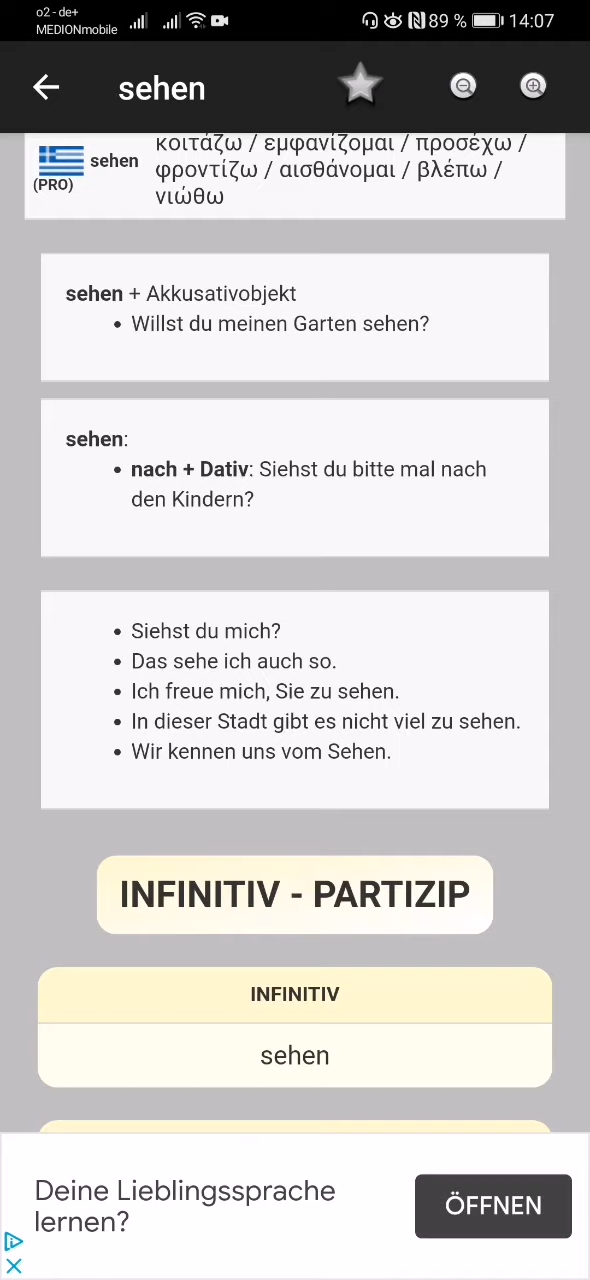 o2 - de+
MEDIONmobile
89 %
14:07
sehen
κοιτάζω / εμφανίζομαι / προσέχω /
sehen
φροντίζω / αισθάνομαι / βλέπω /
(PRO)
νιώθω
sehen + Akkusativobjekt
• Willst du meinen Garten sehen?
sehen:
• nach + Dativ: Siehst du bitte mal nach
den Kindern?
• Siehst du mich?
• Das sehe ich auch so.
• Ich freue mich, Sie zu sehen.
• In dieser Stadt gibt es nicht viel zu sehen.
• Wir kennen uns vom Sehen.
INFINITIV - PARTIZIP
INFINITIV
sehen
Deine Lieblingssprache
lernen?
ÖFFNEN